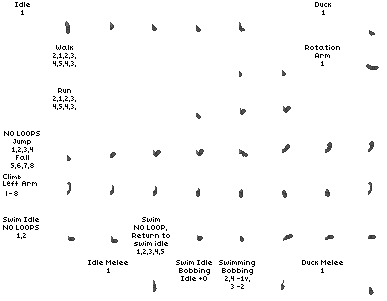 Idle
1
Duck
1
Walk
2,1,2,3,
4,5,4,3,
Rotation
Arm
1
Run
2,1,2,3,
4,5,4,3,
NO LOOPS
Jump
1,2,3,4
Fall
5,6,7,8
Climb
Left Arm
1-8
Swim Idle
NO LOOPS
1,2
Swim
NO LOOP,
Return to
swim idle
1,2,3,4,5
Idle Melee
1
Swim Idle
Bobbing
Idle +0
Swimming
Bobbing
2,4 -1v,
3 -2
Duck Melee
1